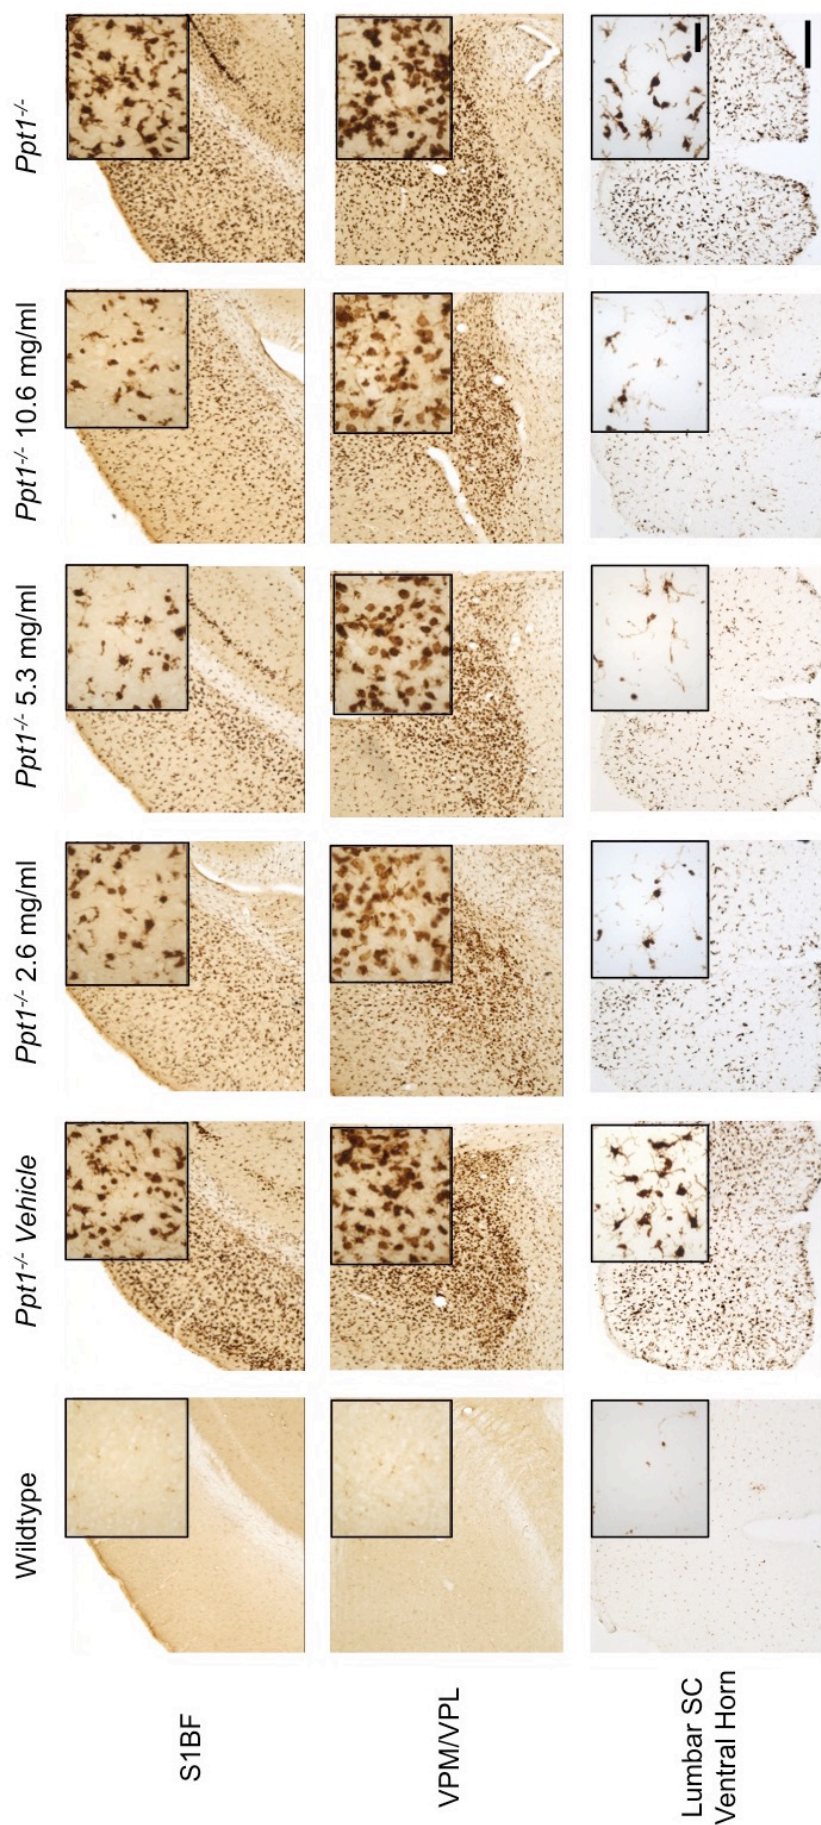 Wildtype
Ppt1-/- Vehicle
Ppt1-/- 2.6 mg/ml
Ppt1-/- 5.3 mg/ml
Ppt1-/- 10.6 mg/ml
Ppt1-/-
S1BF
VPM/VPL
Lumbar SC
Ventral Horn